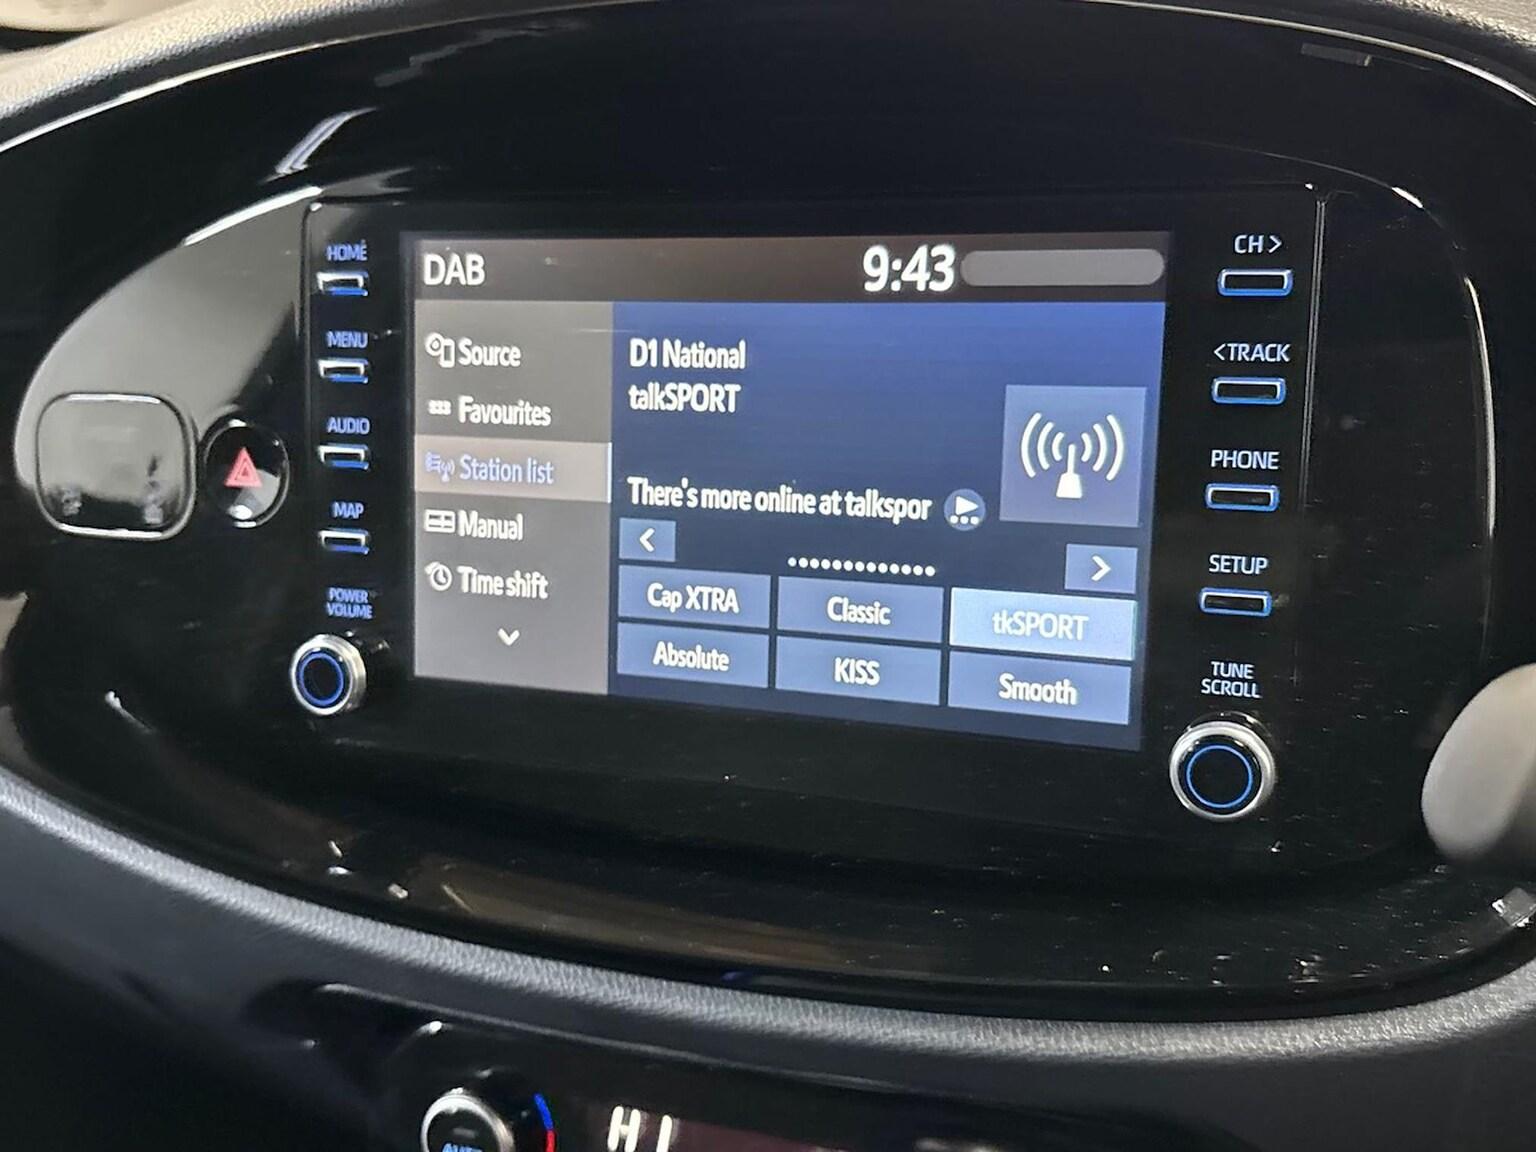 DAB
9:43
Source
Favourites
Station list
Manual
Time shift
D1 National
talkSPORT
There's more online at talkspor
Cap XTRA
Classic
tkSPORT
Absolute
KISS
Smooth
HOME
MENU
AUDIO
MAP
POWER
VOLUME
CH >
< TRACK
PHONE
SETUP
TUNE
SCROLL
HI